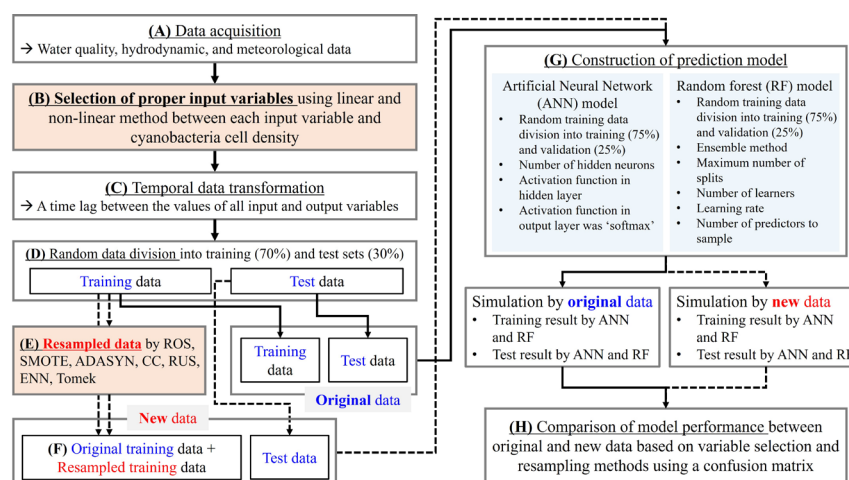 (A) Data acquisition
→ Water quality, hydrodynamic, and meteorological data
(B) Selection of proper input variables using linear and
non-linear method between each input variable and
cyanobacteria cell density
(C) Temporal data transformation
→ A time lag between the values of all input and output variables
(D) Random data division into training (70%) and test sets (30%)
Training data
Test data
(E) Resampled data by ROS,
SMOTE, ADASYN, CC, RUS,
ENN, Tomek
Training
data
Test data
Original data
New data
(F) Original training data +
Resampled training data
Test data
(G) Construction of prediction model
Artificial Neural Network
(ANN) model
• Random training data
division into training (75%)
and validation (25%)
• Number of hidden neurons
• Activation function in
hidden layer
• Activation function in
output layer was ‘softmax’
Random forest (RF) model
• Random training data
division into training (75%)
and validation (25%)
• Ensemble method
• Maximum number of
splits
• Number of learners
• Learning rate
• Number of predictors to
sample
Simulation by original data
• Training result by ANN
and RF
• Test result by ANN and RF
Simulation by new data
• Training result by ANN
and RF
• Test result by ANN and RF
(H) Comparison of model performance between
original and new data based on variable selection and
resampling methods using a confusion matrix